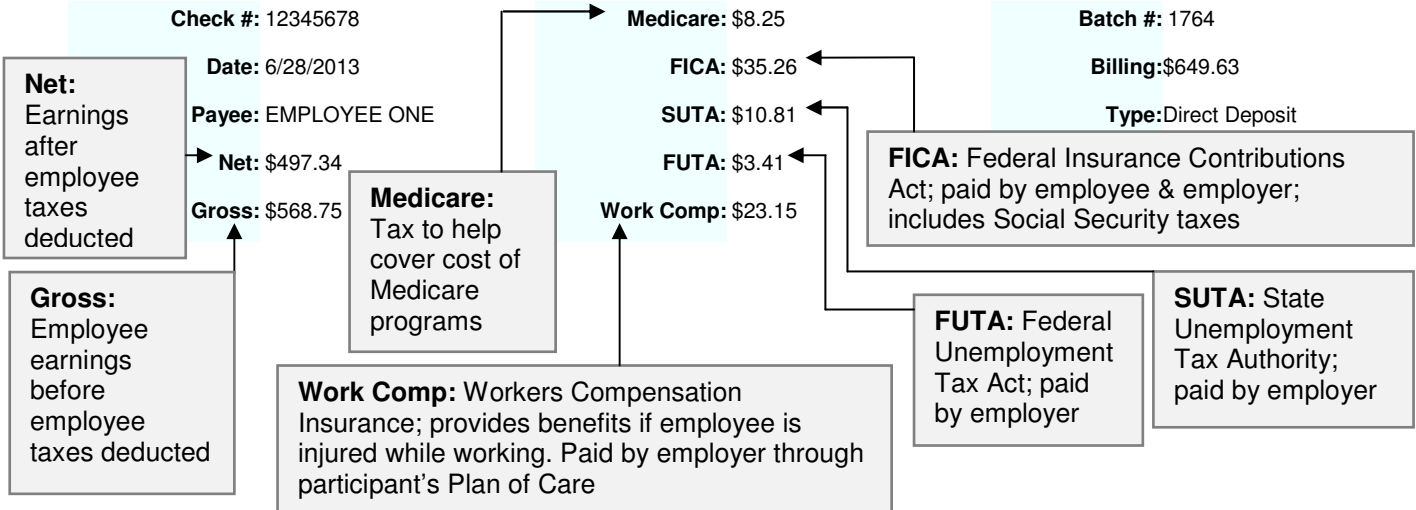 Check #: 12345678
Medicare: $8.25
Batch #: 1764
Date: 6/28/2013
FICA: $35.26
Billing:$649.63
Payee: EMPLOYEE ONE
SUTA: $10.81
Type:Direct Deposit
Net: $497.34
FUTA: $3.41
Gross: $568.75
Work Comp: $23.15
Net:
Earnings
after
employee
taxes
deducted
Gross:
Employee
earnings
before
employee
taxes deducted
Medicare:
Tax to help
cover cost of
Medicare
programs
Work Comp: Workers Compensation
Insurance; provides benefits if employee is
injured while working. Paid by employer through
participant’s Plan of Care
FICA: Federal Insurance Contributions
Act; paid by employee & employer;
includes Social Security taxes
FUTA: Federal
Unemployment
Tax Act; paid
by employer
SUTA: State
Unemployment
Tax Authority;
paid by employer